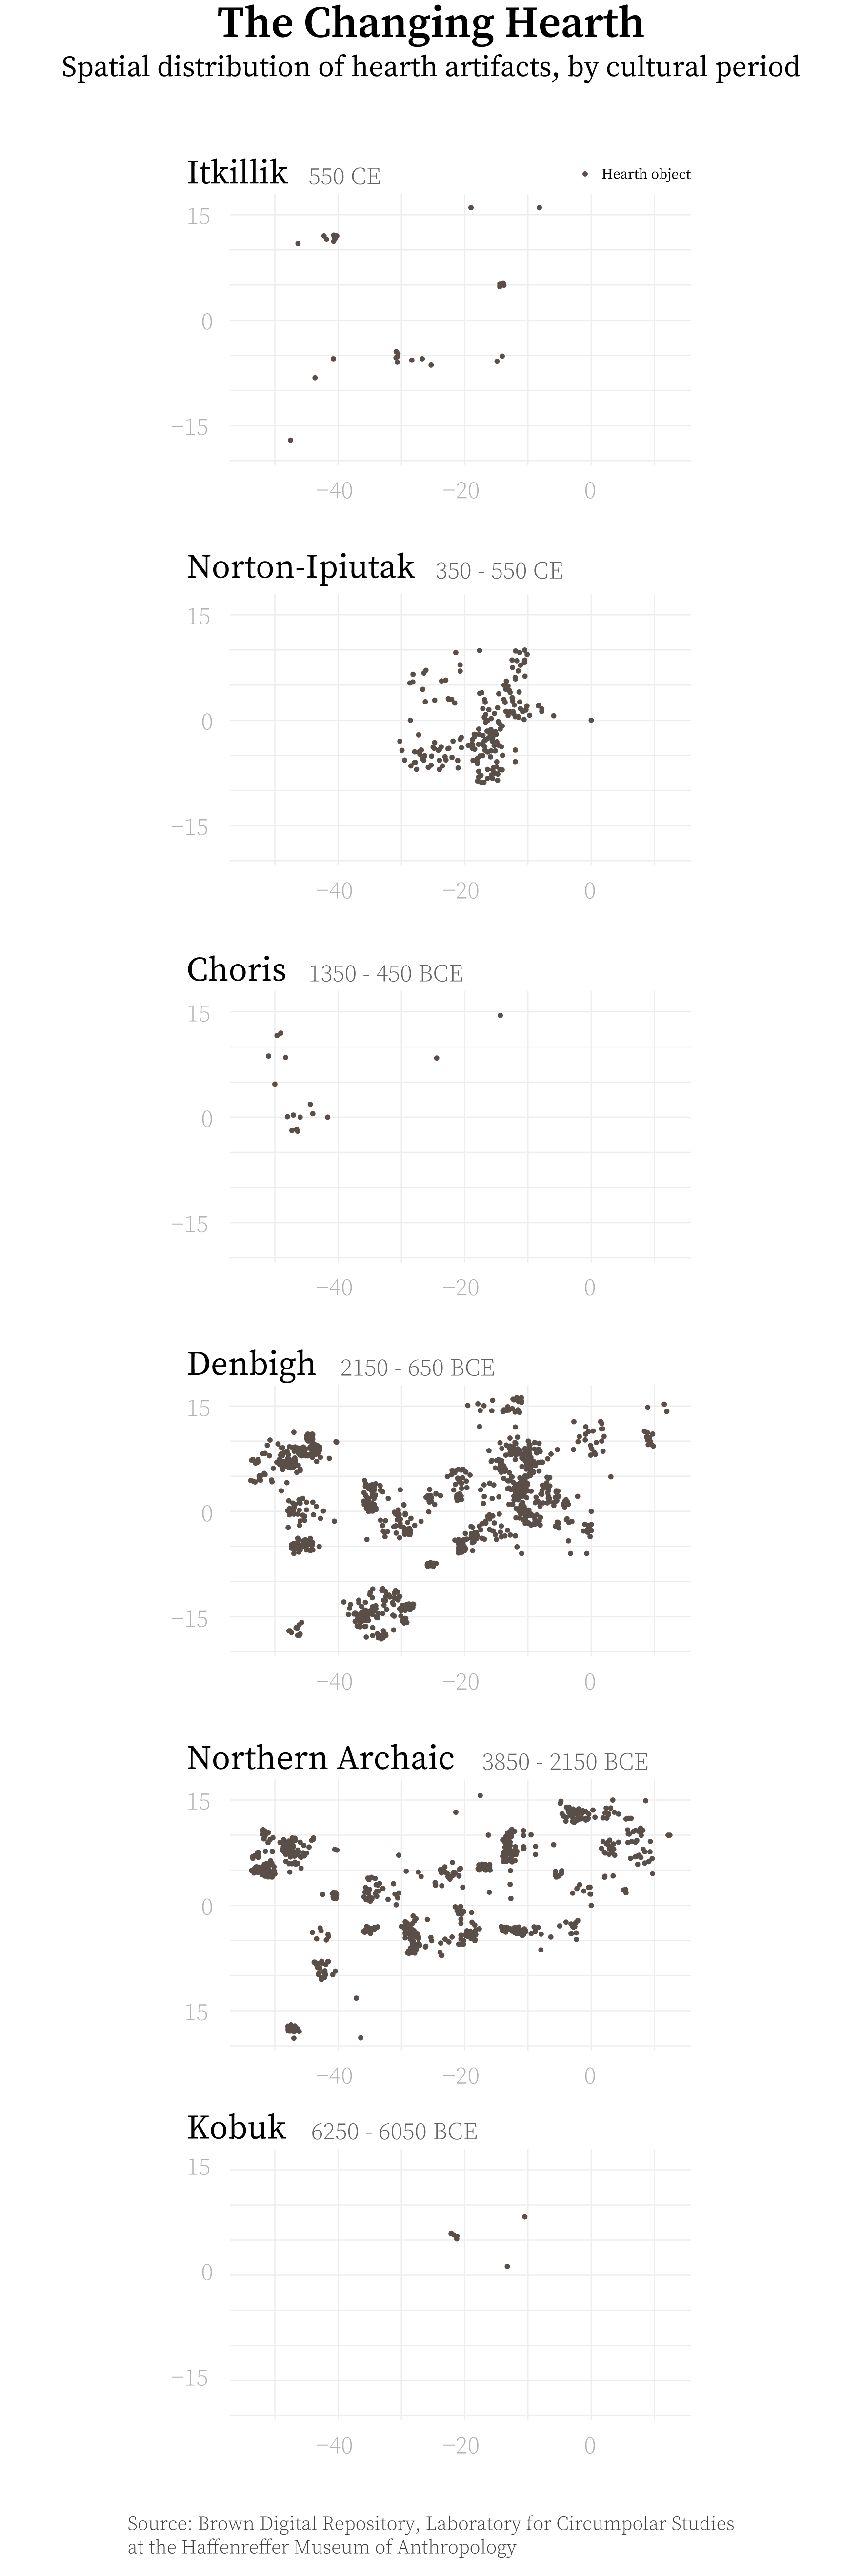 The Changing Hearth
Spatial distribution of hearth artifacts, by cultural period
Itkillik 550 CE
Hearth object
15
0
−15
−40 −20 0
Norton-Ipiutak 350 - 550 CE
15
0
−15
−40 −20 0
Choris 1350 - 450 BCE
15
0
−15
−40 −20 0
Denbigh 2150 - 650 BCE
15
0
−15
−40 −20 0
Northern Archaic 3850 - 2150 BCE
15
0
−15
−40 −20 0
Kobuk 6250 - 6050 BCE
15
0
−15
−40 −20 0
Source: Brown Digital Repository, Laboratory for Circumpolar Studies
at the Haffenreffer Museum of Anthropology